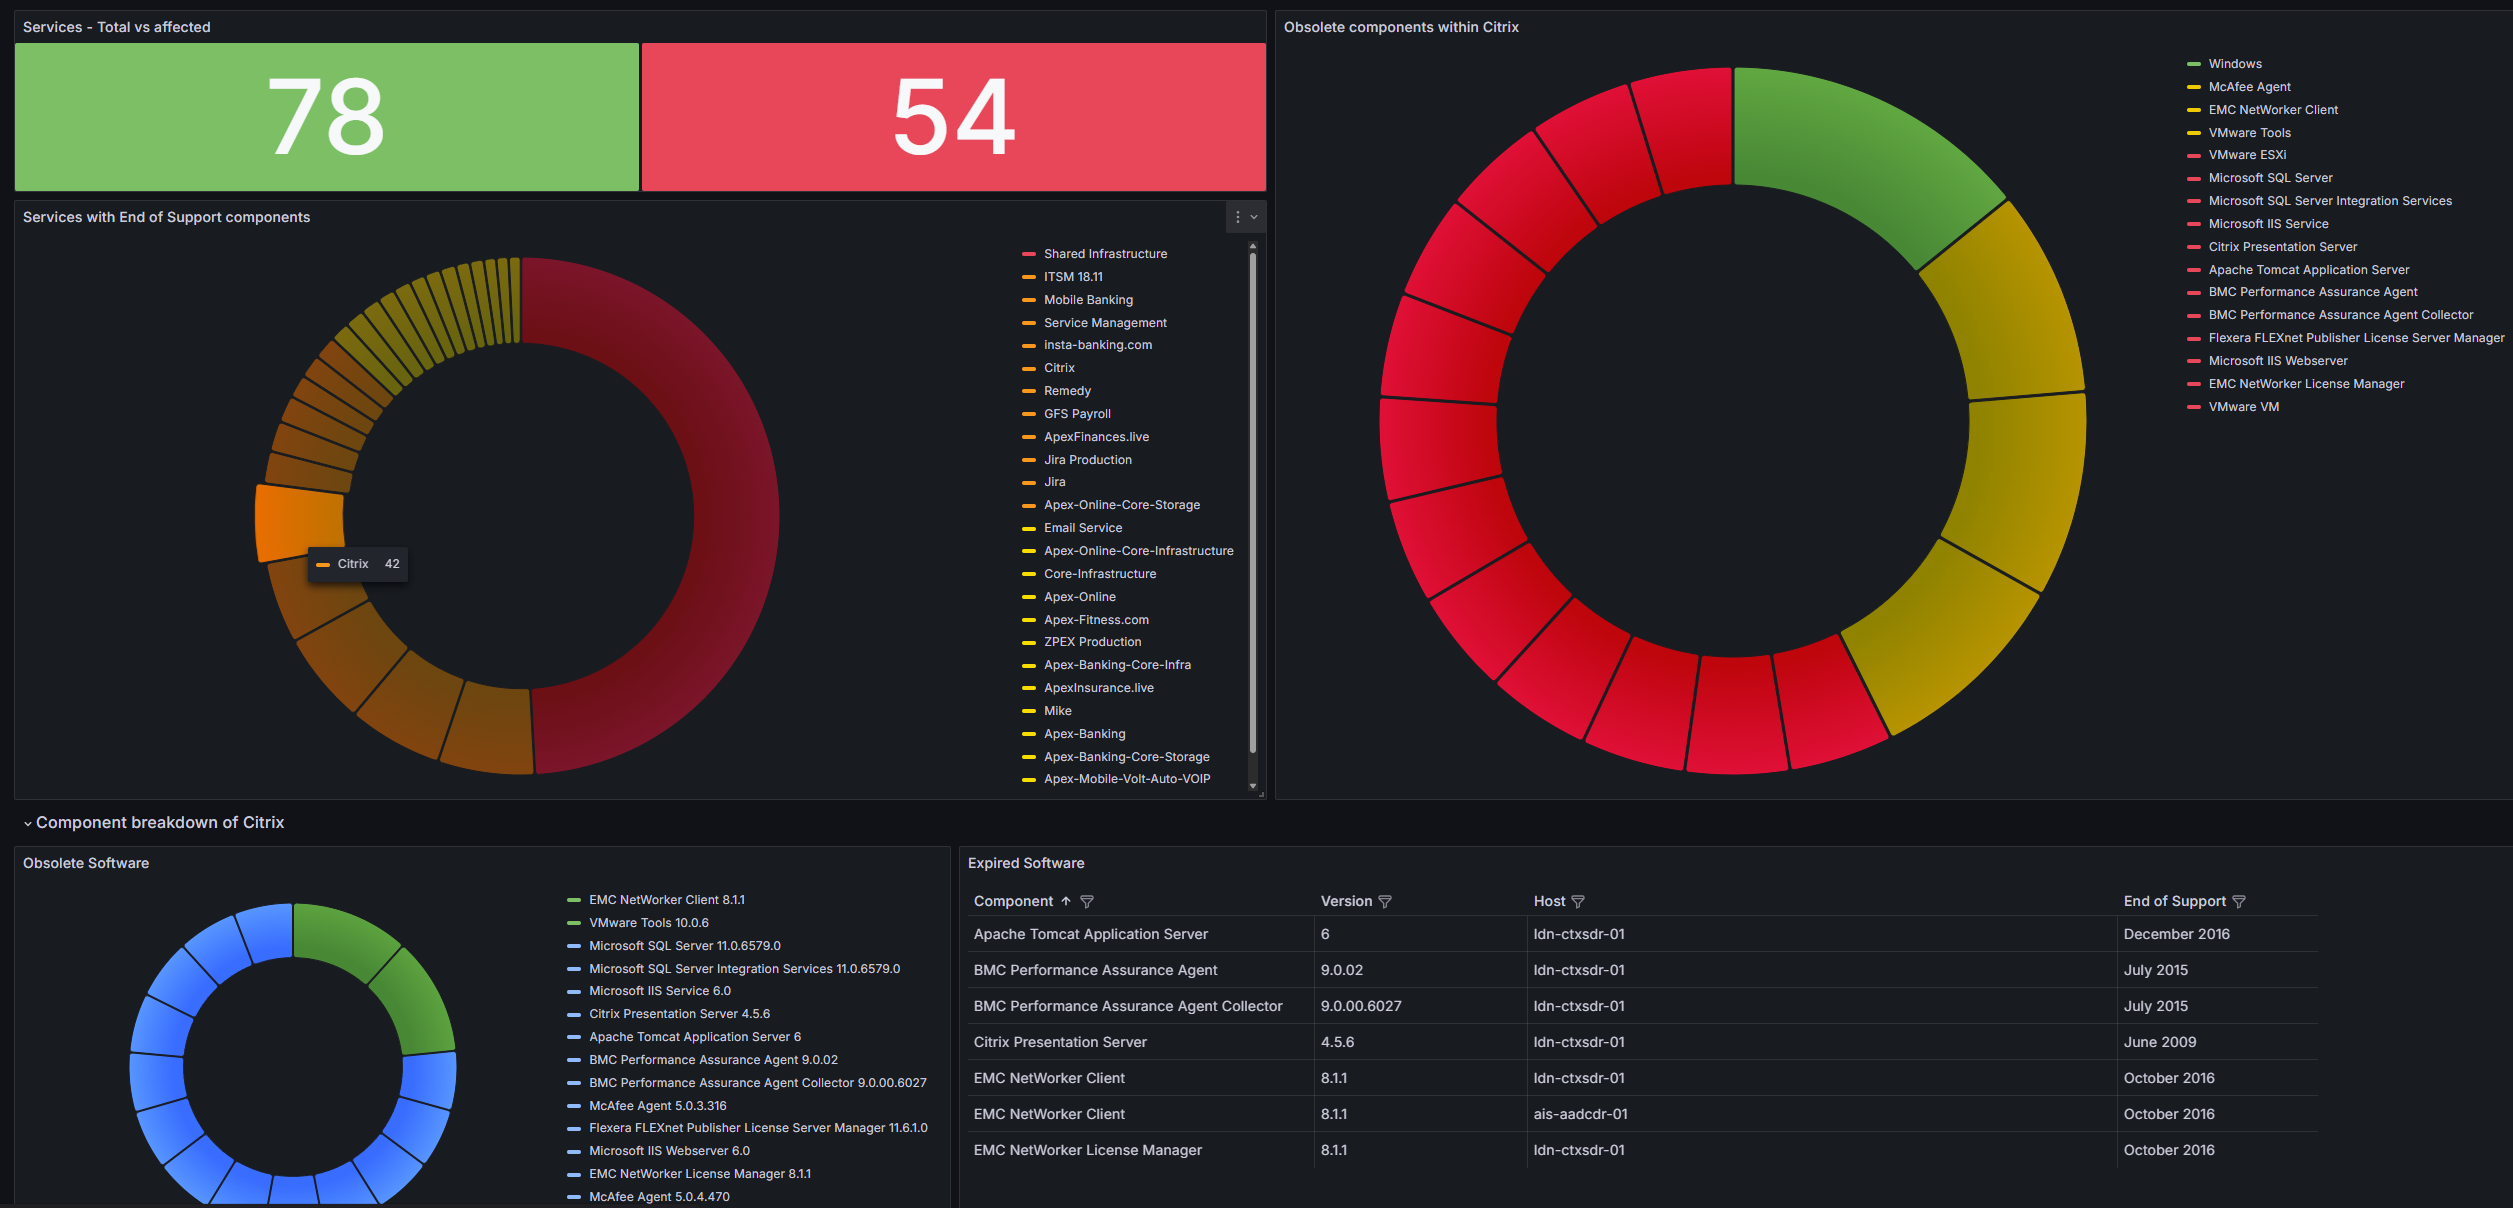 Services - Total vs affected
78
54
Services with End of Support components
Shared Infrastructure
ITSM 18.11
Mobile Banking
Service Management
insta-banking.com
Citrix
Remedy
GFS Payroll
ApexFinances.live
Jira Production
Jira
Apex-Online-Core-Storage
Email Service
Apex-Online-Core-Infrastructure
Core-Infrastructure
Apex-Online
Apex-Fitness.com
ZPEX Production
Apex-Banking-Core-Infra
ApexInsurance.live
Mike
Apex-Banking
Apex-Banking-Core-Storage
Apex-Mobile-Volt-Auto-VOIP
Citrix 42
Obsolete components within Citrix
Windows
McAfee Agent
EMC NetWorker Client
VMware Tools
VMware ESXi
Microsoft SQL Server
Microsoft SQL Server Integration Services
Microsoft IIS Service
Citrix Presentation Server
Apache Tomcat Application Server
BMC Performance Assurance Agent
BMC Performance Assurance Agent Collector
Flexera FLEXnet Publisher License Server Manager
Microsoft IIS Webserver
EMC NetWorker License Manager
VMware VM
Component breakdown of Citrix
Obsolete Software
EMC NetWorker Client 8.1.1
VMware Tools 10.0.6
Microsoft SQL Server 11.0.6579.0
Microsoft SQL Server Integration Services 11.0.6579.0
Microsoft IIS Service 6.0
Citrix Presentation Server 4.5.6
Apache Tomcat Application Server 6
BMC Performance Assurance Agent 9.0.02
BMC Performance Assurance Agent Collector 9.0.00.6027
McAfee Agent 5.0.3.316
Flexera FLEXnet Publisher License Server Manager 11.6.1.0
Microsoft IIS Webserver 6.0
EMC NetWorker License Manager 8.1.1
McAfee Agent 5.0.4.470
Expired Software
Component Version Host End of Support
Apache Tomcat Application Server 6 ldn-ctxsdr-01 December 2016
BMC Performance Assurance Agent 9.0.02 ldn-ctxsdr-01 July 2015
BMC Performance Assurance Agent Collector 9.0.00.6027 ldn-ctxsdr-01 July 2015
Citrix Presentation Server 4.5.6 ldn-ctxsdr-01 June 2009
EMC NetWorker Client 8.1.1 ldn-ctxsdr-01 October 2016
EMC NetWorker Client 8.1.1 ais-aadcdr-01 October 2016
EMC NetWorker License Manager 8.1.1 ldn-ctxsdr-01 October 2016